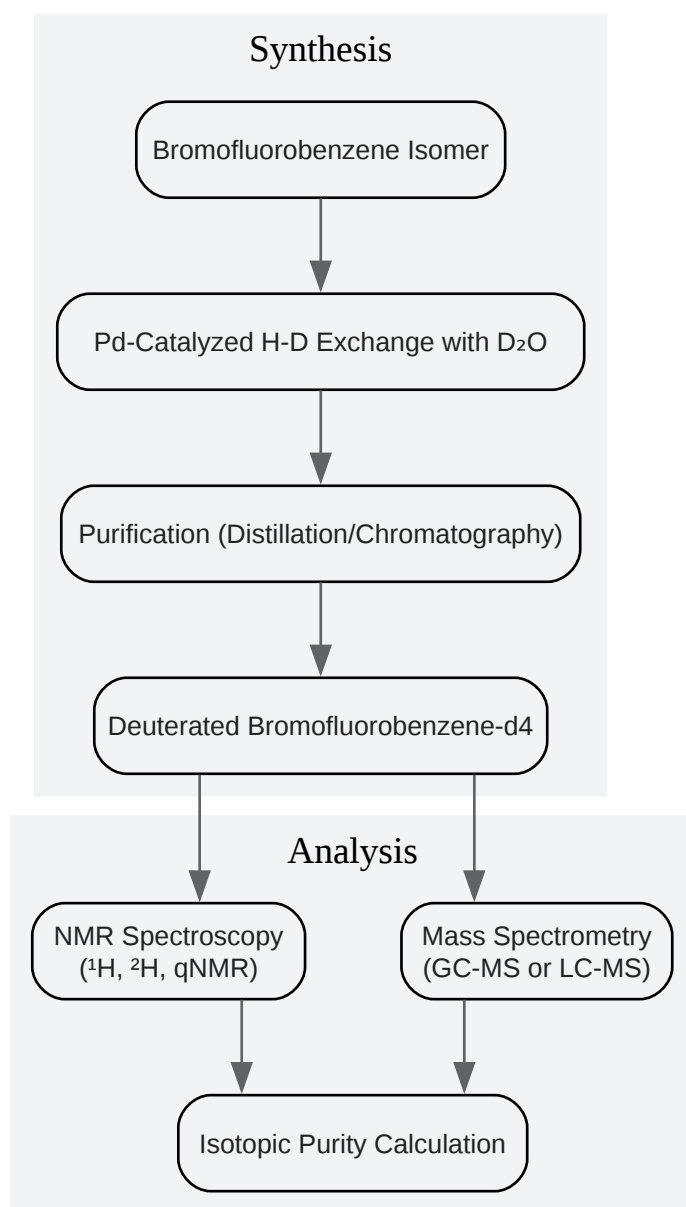 Synthesis
Bromofluorobenzene Isomer
Pd-Catalyzed H-D Exchange with D₂O
Purification (Distillation/Chromatography)
Deuterated Bromofluorobenzene-d4
Analysis
NMR Spectroscopy
(¹H, ²H, qNMR)
Mass Spectrometry
(GC-MS or LC-MS)
Isotopic Purity Calculation